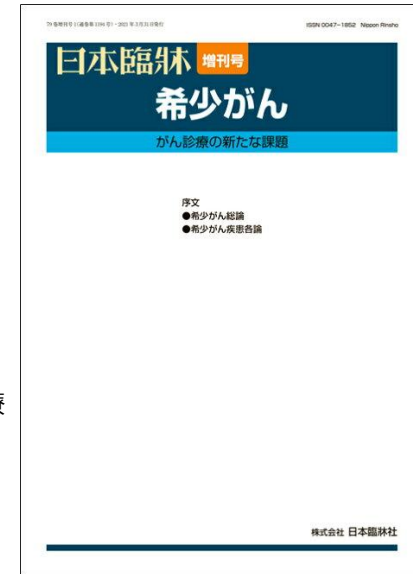 ISSN 0047-1952 Nippon Rinsho
日本臨牀 増刊号
希少がん
がん診療の新たな課題
序文
●希少がん総論
●希少がん疾患各論
療
株式会社 日本臨牀社